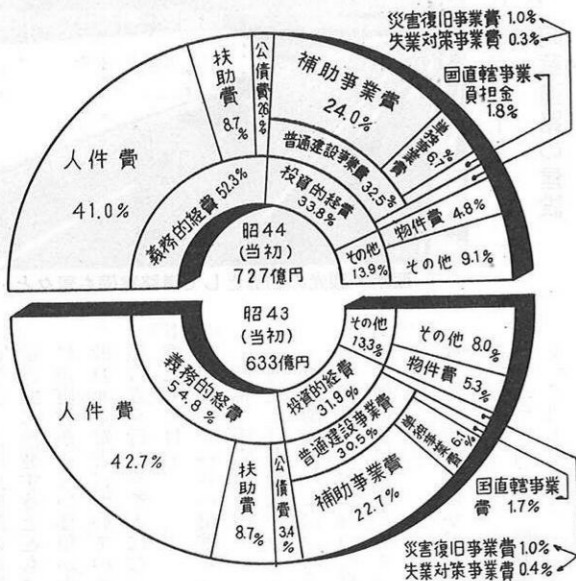 災害復旧事業費 1.0%
失業対策事業費 0.3%
国直轄事業
負担金
1.8%
補助事業費
24.0%
単独事業費
6.7%
普通建設事業費 32.5%
投資的経費
33.8%
公債費
2.6%
扶助費
8.7%
人件費
41.0%
義務的経費 52.3%
物件費 4.8%
その他 9.1%
その他
13.9%
昭44
(当初)
727億円
昭43
(当初)
633億円
その他
13.3%
その他 8.0%
物件費 5.3%
義務的経費
54.8%
投資的経費
31.9%
普通建設事業費
30.5%
単独事業費
6.1%
人件費
42.7%
扶助費
8.7%
公債費
3.4%
補助事業費
22.7%
国直轄事業
費 1.7%
災害復旧事業費 1.0%
失業対策事業費 0.4%